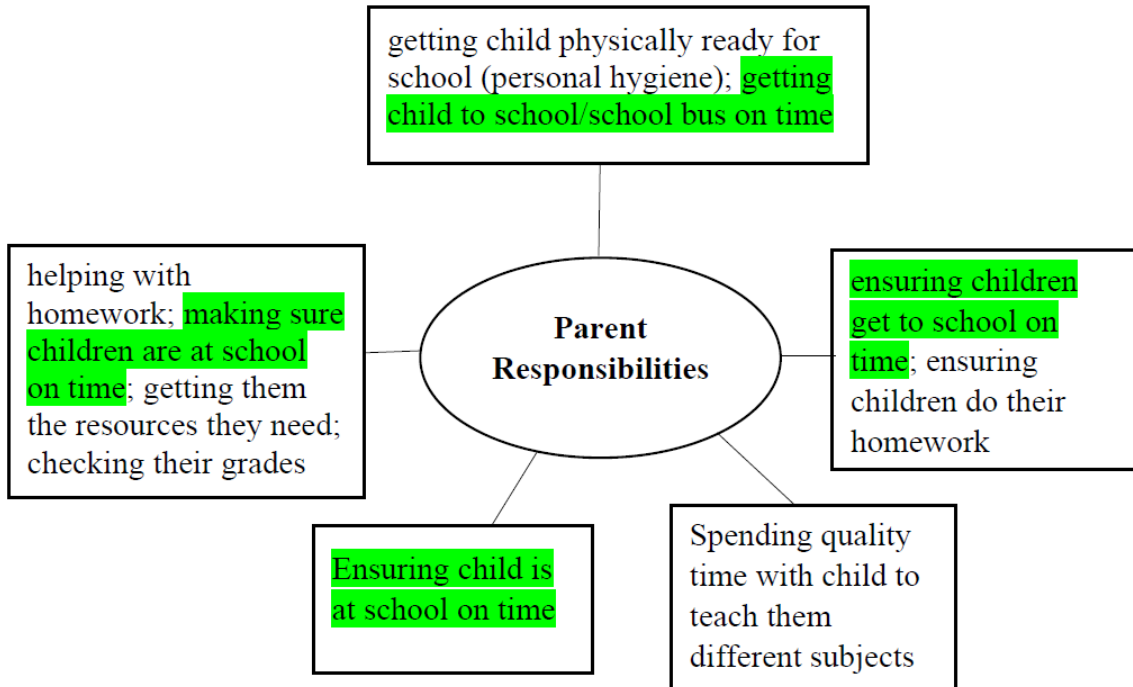 getting child physically ready for
school (personal hygiene); getting
child to school/school bus on time
helping with
homework; making sure
children are at school
on time; getting them
the resources they need;
checking their grades
Parent
Responsibilities
ensuring children
get to school on
time; ensuring
children do their
homework
Ensuring child is
at school on time
Spending quality
time with child to
teach them
different subjects